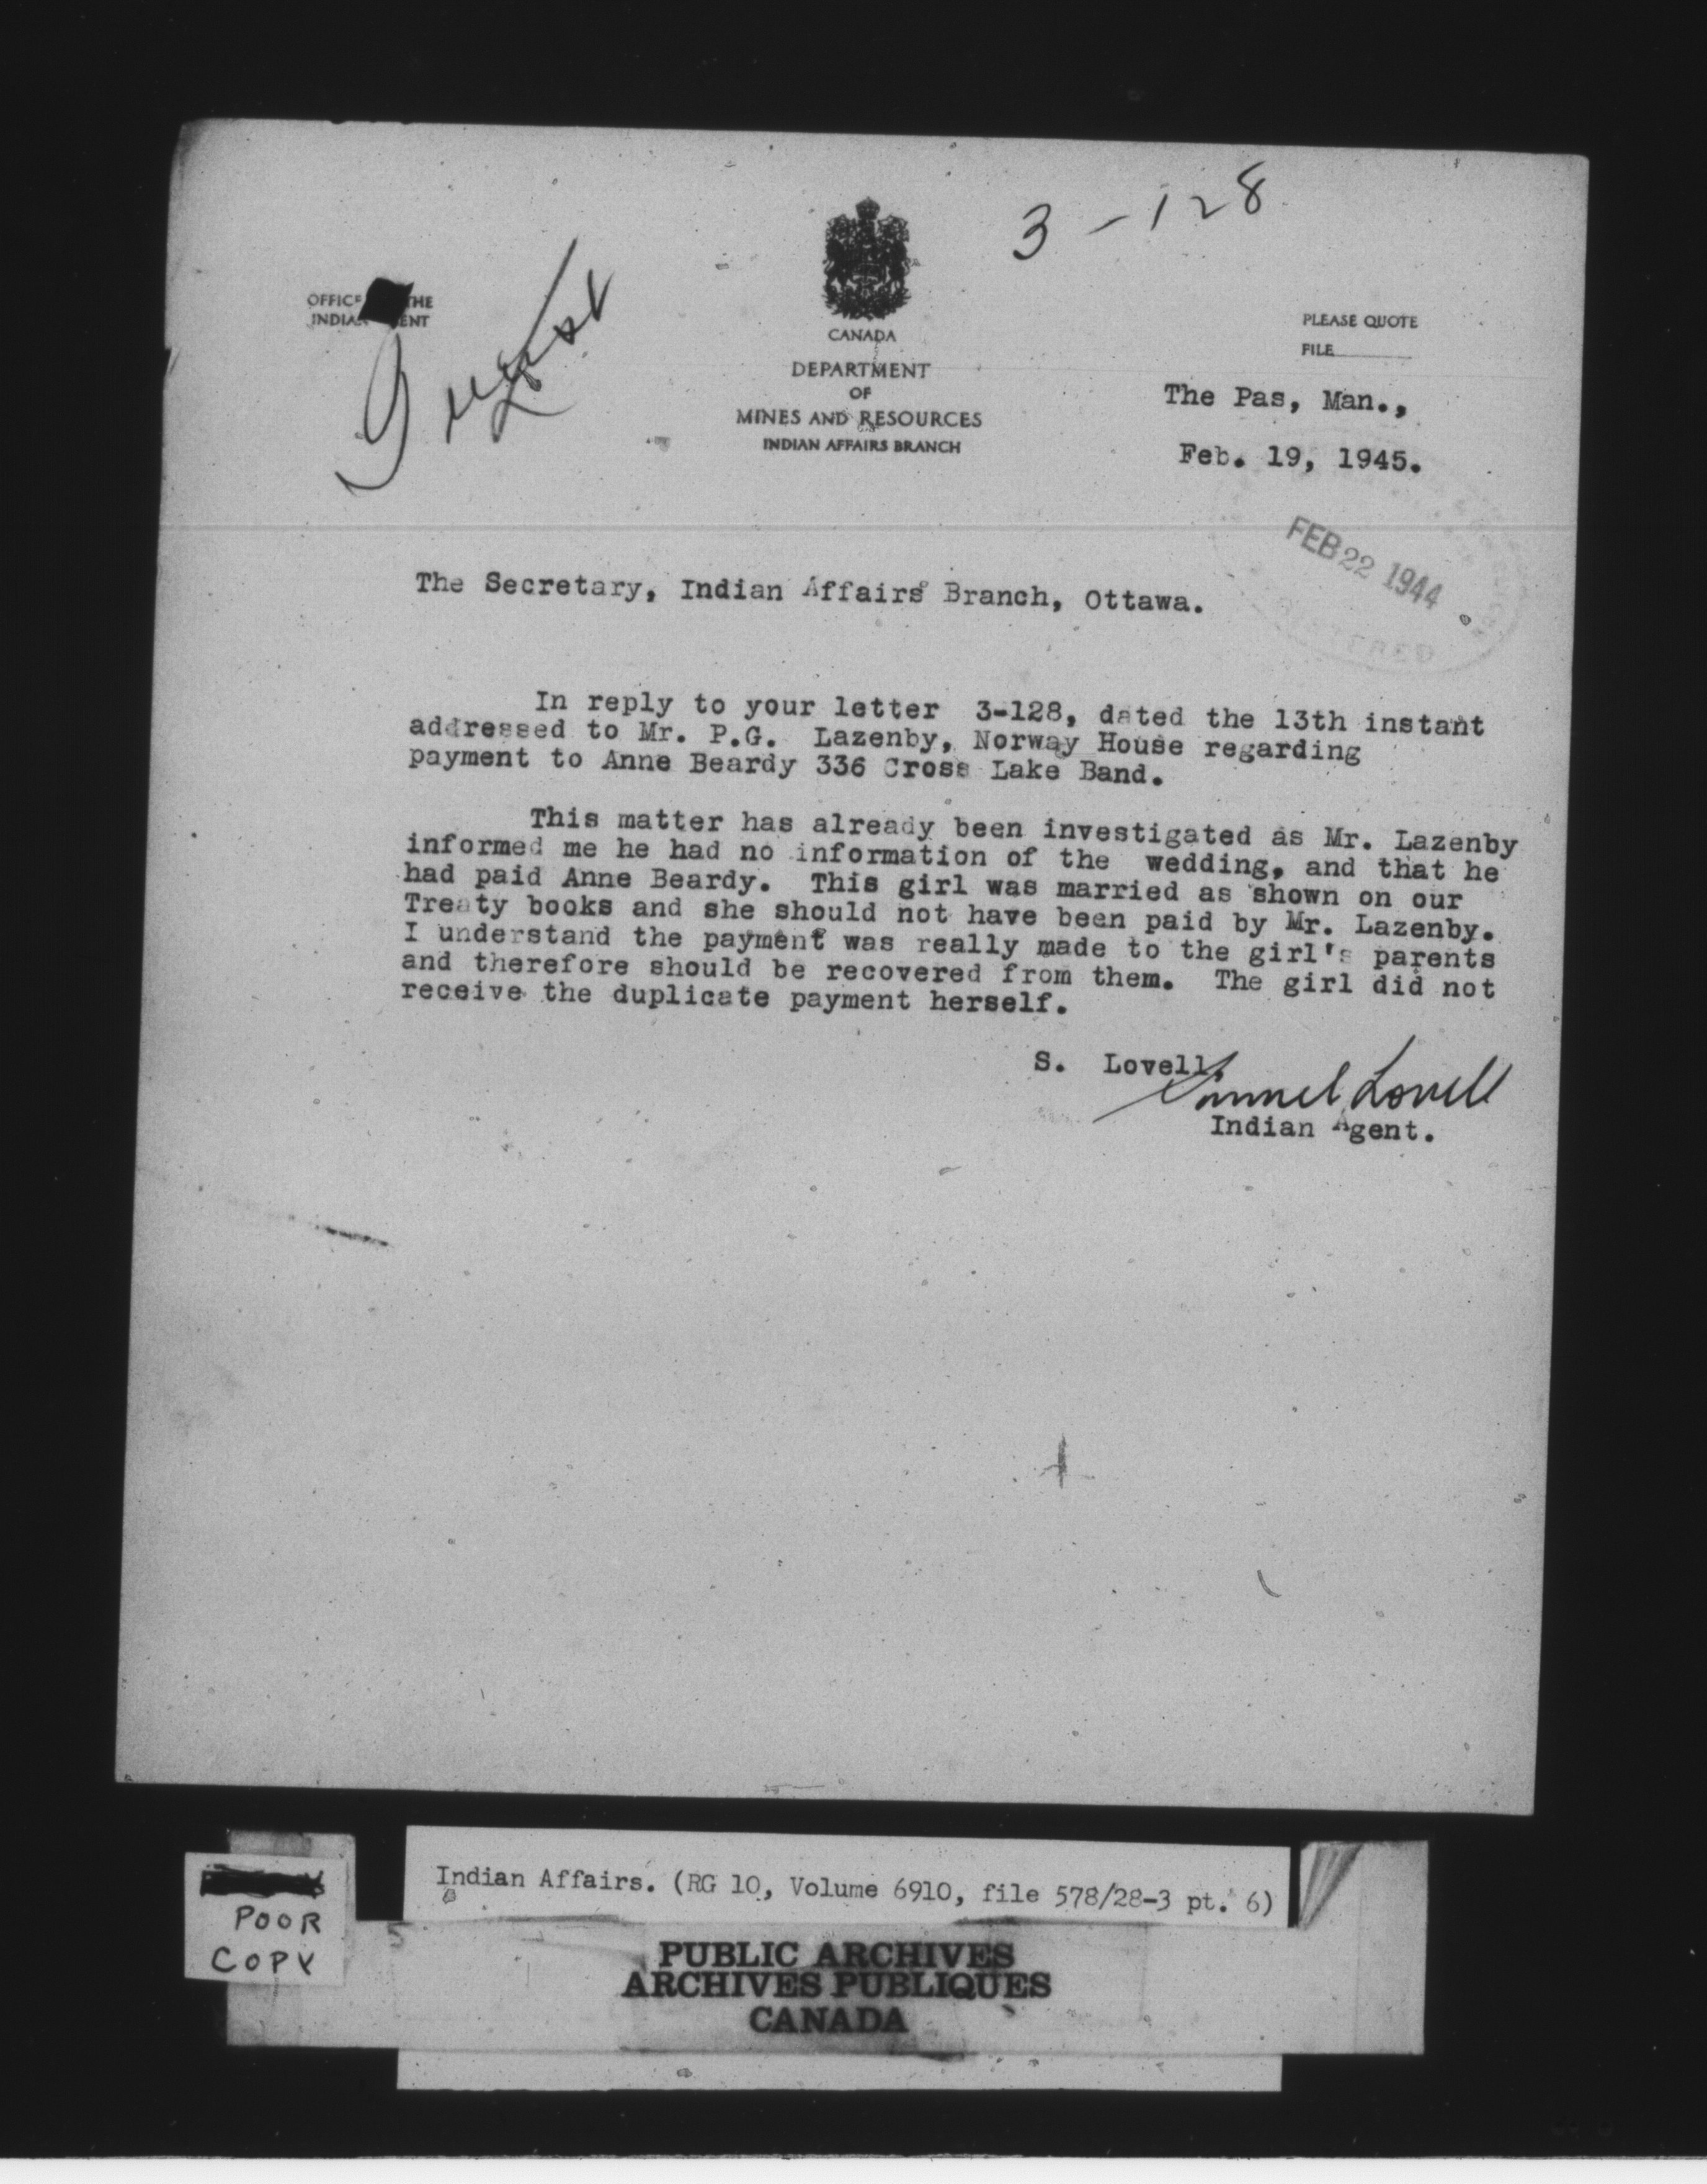 3-128
OFFICE THE
INDIA ENT
CANADA
DEPARTMENT
OF
MINES AND RESOURCES
INDIAN AFFAIRS BRANCH
PLEASE QUOTE
FILE
The Pas, Man.,
Feb. 19, 1945.
FEB 22 1944
The Secretary, Indian Affairs Branch, Ottawa.
In reply to your letter 3-128, dated the 13th instant
addressed to Mr. P.G. Lazenby, Norway House regarding
payment to Anne Beardy 336 Cross Lake Band.
This matter has already been investigated as Mr. Lazenby
informed me he had no information of the wedding, and that he
had paid Anne Beardy. This girl was married as shown on our
Treaty books and she should not have been paid by Mr. Lazenby.
I understand the payment was really made to the girl's parents
and therefore should be recovered from them. The girl did not
receive the duplicate payment herself.
S. Lovell,
Samuel Lovell
Indian Agent.
Indian Affairs. (RG 10, Volume 6910, file 578/28-3 pt. 6)
POOR
COPY
5
PUBLIC ARCHIVES
ARCHIVES PUBLIQUES
CANADA